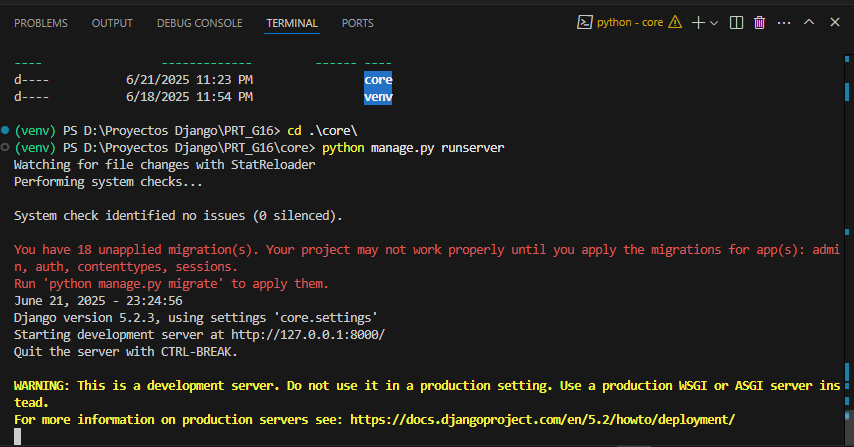 PROBLEMS OUTPUT DEBUG CONSOLE TERMINAL PORTS python - core
---- ------------- ------ ----
d---- 6/21/2025 11:23 PM core
d---- 6/18/2025 11:54 PM venv
(venv) PS D:\Proyectos Django\PRT_G16> cd .\core\
(venv) PS D:\Proyectos Django\PRT_G16\core> python manage.py runserver
Watching for file changes with StatReloader
Performing system checks...
System check identified no issues (0 silenced).
You have 18 unapplied migration(s). Your project may not work properly until you apply the migrations for app(s): admi
n, auth, contenttypes, sessions.
Run 'python manage.py migrate' to apply them.
June 21, 2025 - 23:24:56
Django version 5.2.3, using settings 'core.settings'
Starting development server at http://127.0.0.1:8000/
Quit the server with CTRL-BREAK.
WARNING: This is a development server. Do not use it in a production setting. Use a production WSGI or ASGI server ins
tead.
For more information on production servers see: https://docs.djangoproject.com/en/5.2/howto/deployment/